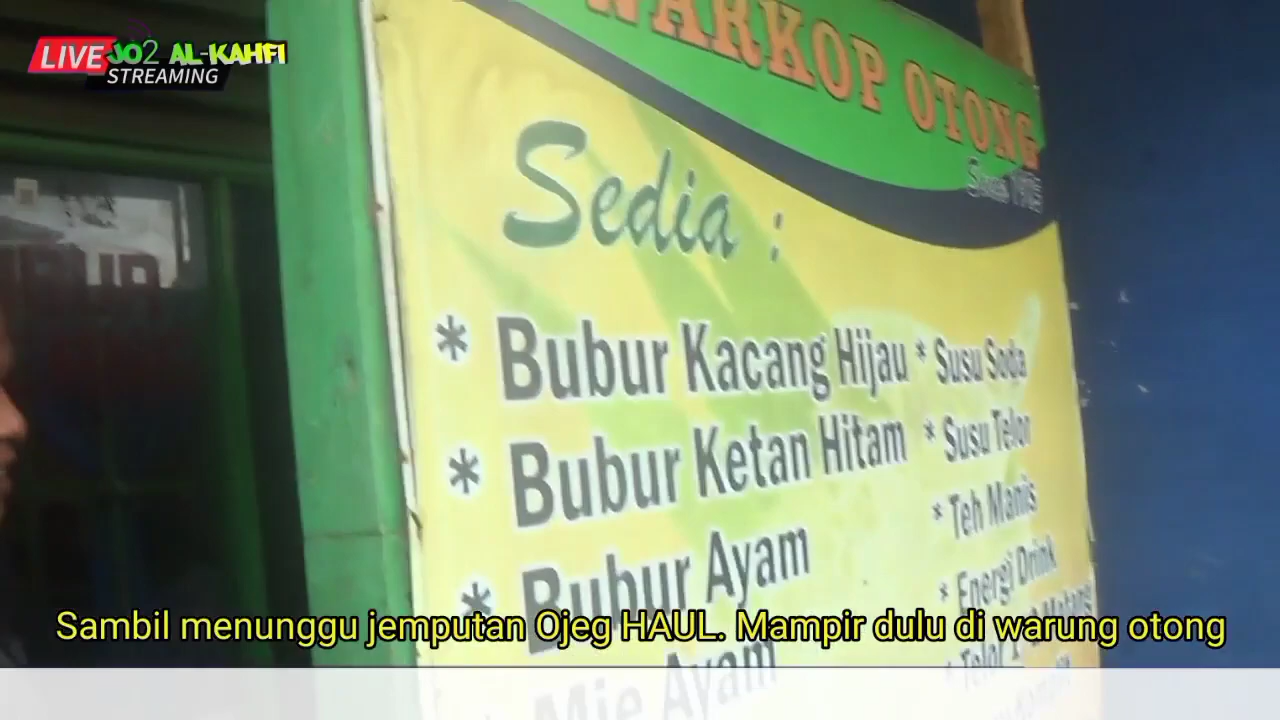 LIVE JO2 AL-KAHFI
STREAMING
WARKOP OTONG
Sedia :
* Bubur Kacang Hijau
* Bubur Ketan Hitam
* Bubur Ayam
Mie Ayam
* Susu Soda
* Susu Telor
* Teh Manis
* Energi Drink
Sambil menunggu jemputan Ojeg HAUL. Mampir dulu di warung otong